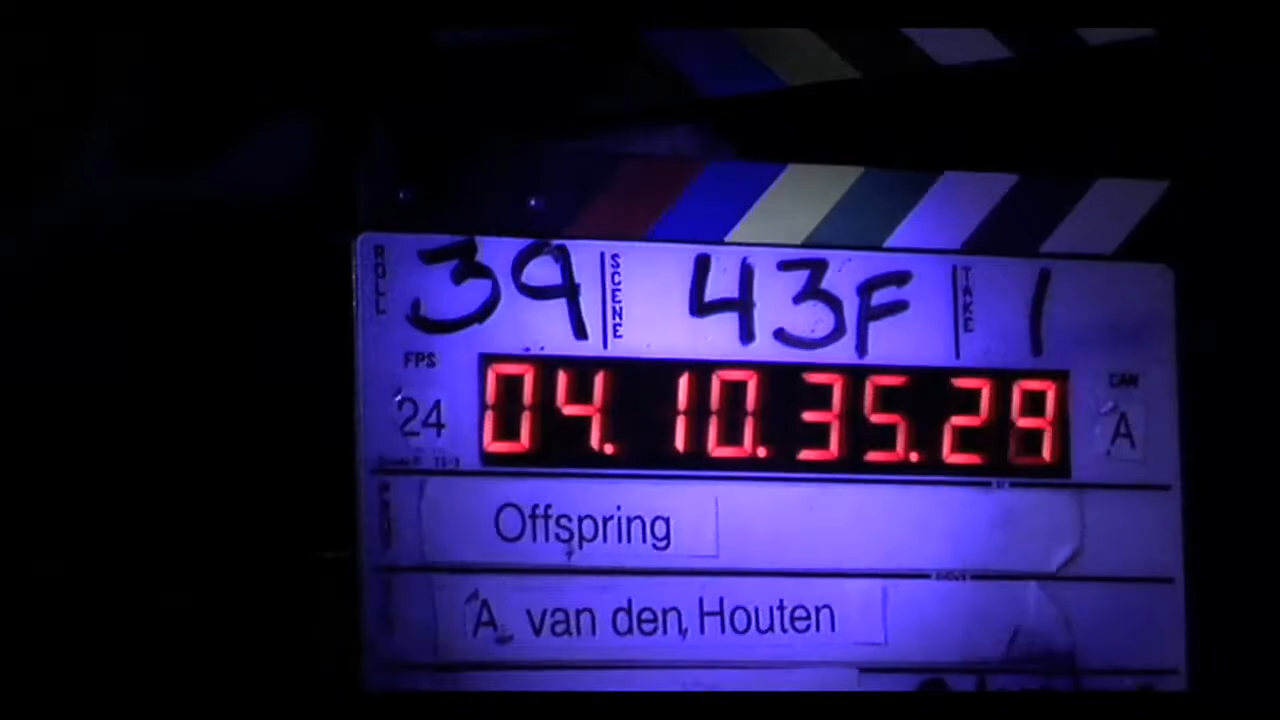 ROLL 39 SCENE 43F TAKE 1
FPS
24 04.10.35.29 CAM A
Offspring
A. van den Houten